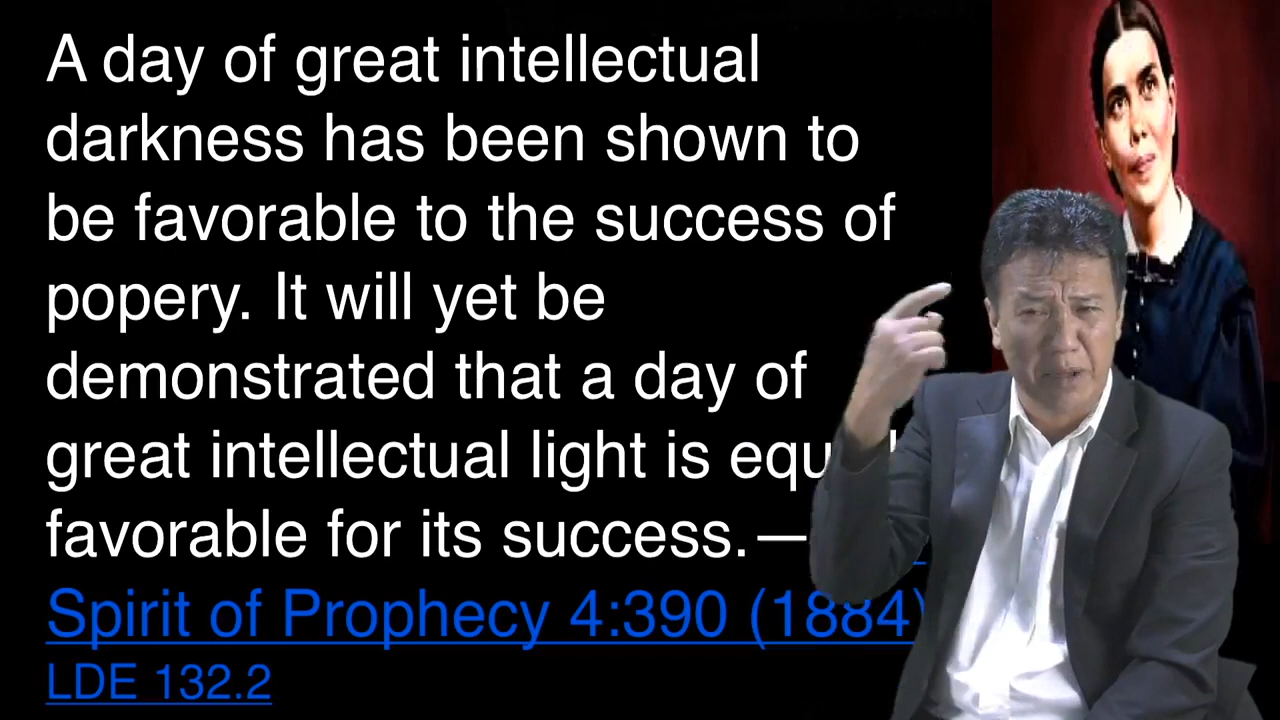 A day of great intellectual
darkness has been shown to
be favorable to the success of
popery. It will yet be
demonstrated that a day of
great intellectual light is
favorable for its success.—
Spirit of Prophecy 4:390 (1884)
LDE 132.2